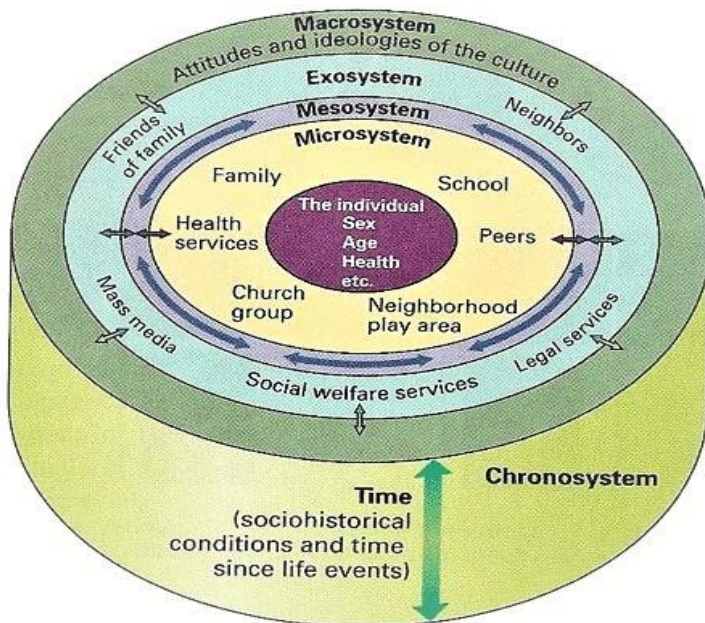 Macrosystem
Attitudes and ideologies of the culture
Exosystem
Mesosystem
Microsystem
Friends
of family
Neighbors
Family
School
The individual
Sex
Age
Health
etc.
Health
services
Peers
Church
group
Neighborhood
play area
Mass media
Legal services
Social welfare services
Chronosystem
Time
(sociohistorical
conditions and time
since life events)